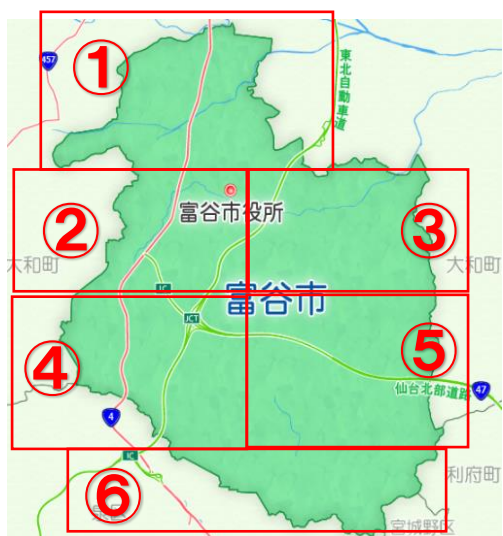 ①
457
東北自動車道
②
富谷市役所
③
大和町
大和町
IC
富谷市
JCT
④
⑤
仙台北部道路
47
4
IC
利府町
⑥
泉区
宮城野区